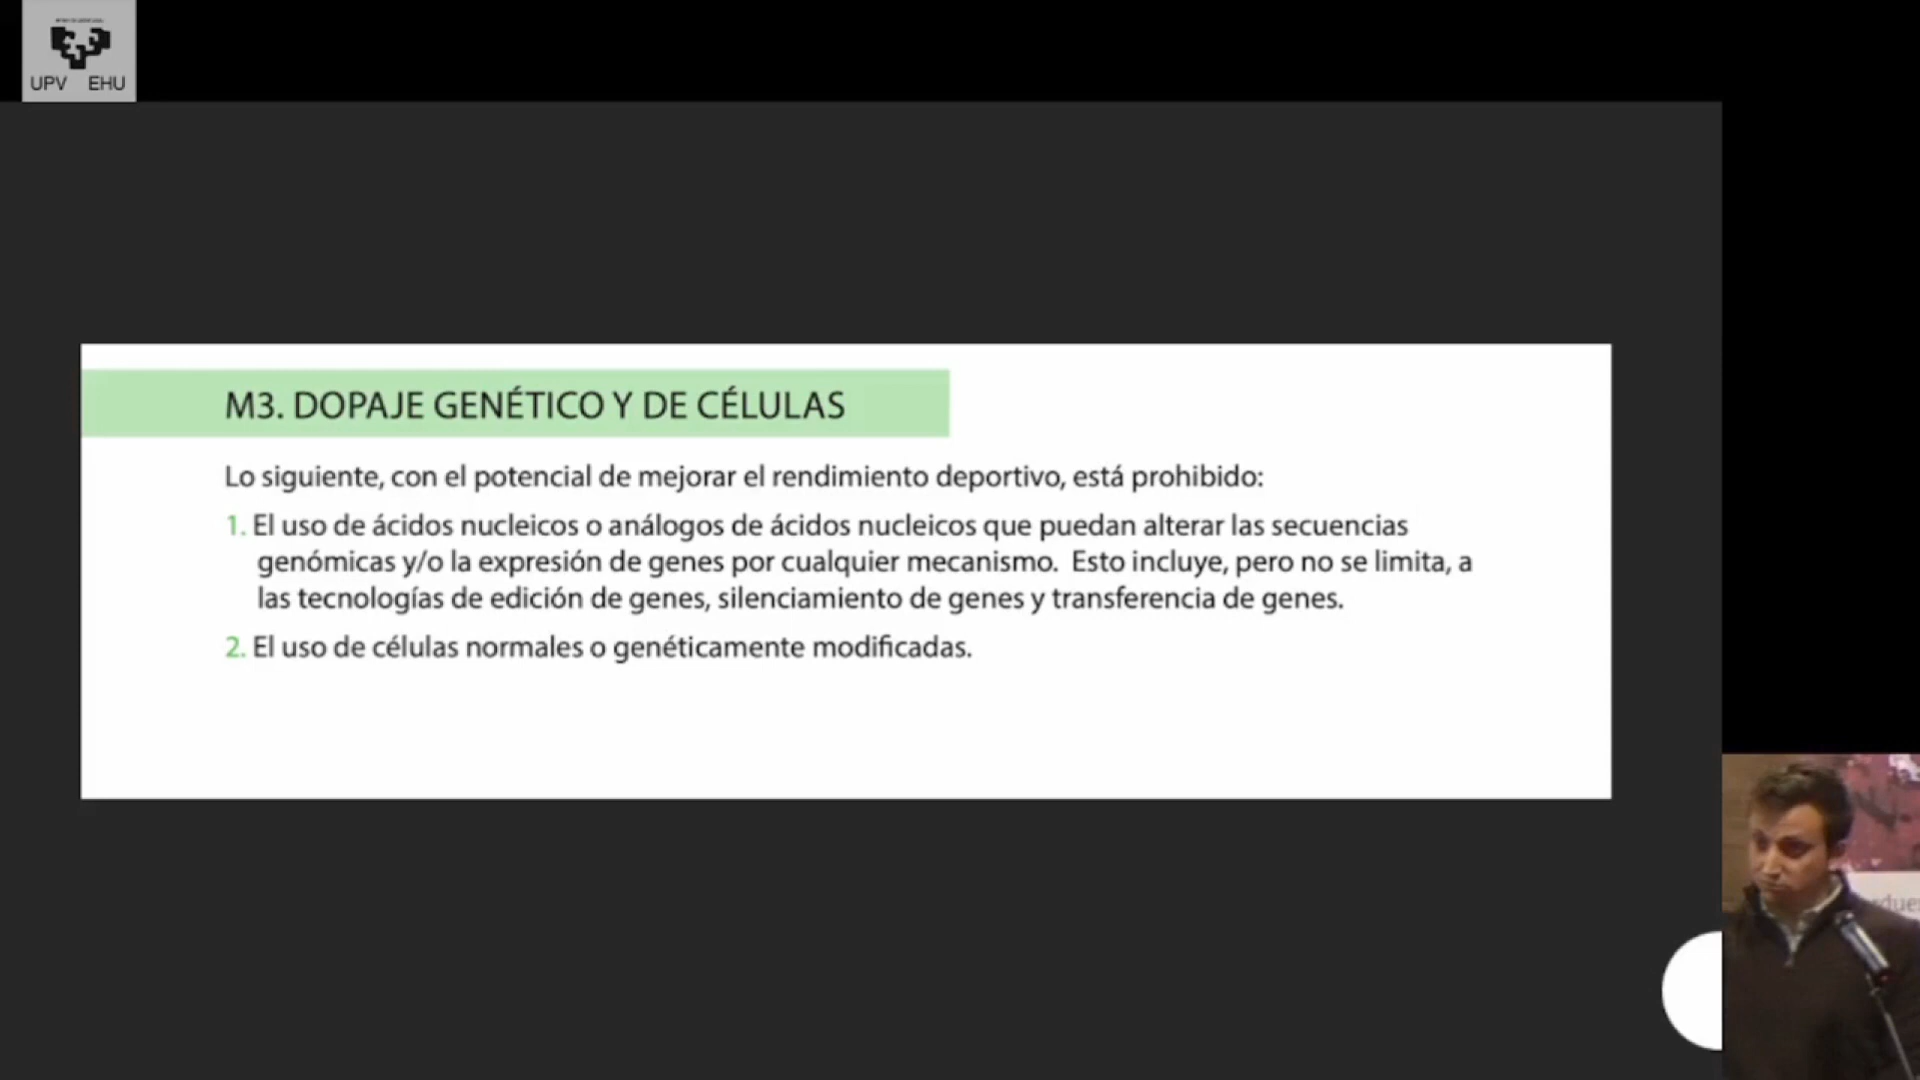 UPV EHU
M3. DOPAJE GENÉTICO Y DE CÉLULAS
Lo siguiente, con el potencial de mejorar el rendimiento deportivo, está prohibido:
1. El uso de ácidos nucleicos o análogos de ácidos nucleicos que puedan alterar las secuencias
genómicas y/o la expresión de genes por cualquier mecanismo. Esto incluye, pero no se limita, a
las tecnologías de edición de genes, silenciamiento de genes y transferencia de genes.
2. El uso de células normales o genéticamente modificadas.